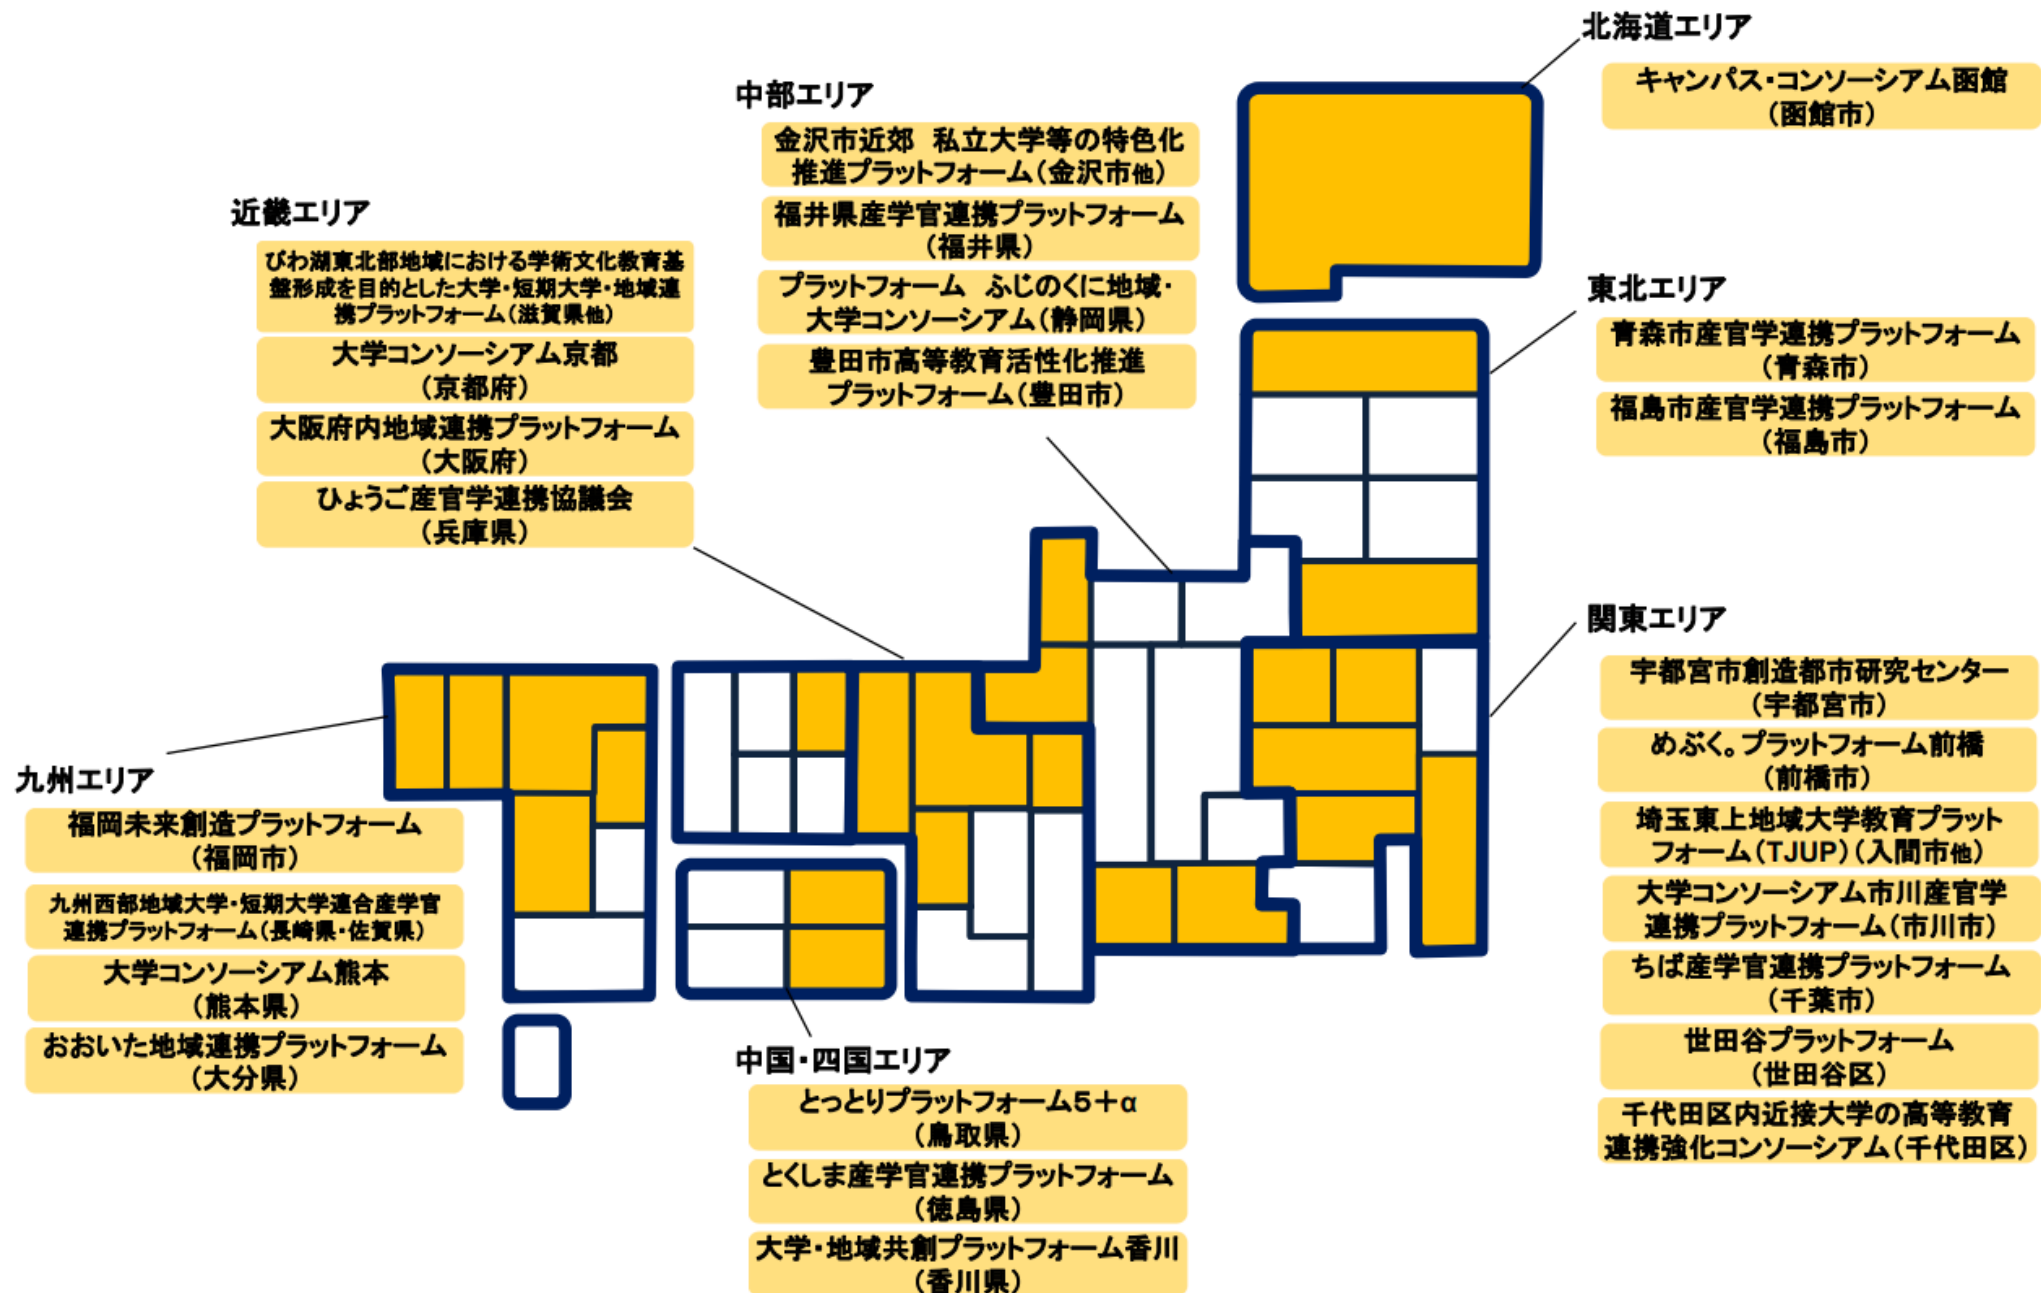 北海道エリア
キャンパス・コンソーシアム函館
（函館市）
中部エリア
金沢市近郊　私立大学等の特色化
推進プラットフォーム（金沢市他）
福井県産学官連携プラットフォーム
（福井県）
プラットフォーム　ふじのくに地域・
大学コンソーシアム（静岡県）
豊田市高等教育活性化推進
プラットフォーム（豊田市）
近畿エリア
びわ湖東北部地域における学術文化教育基
盤形成を目的とした大学・短期大学・地域連
携プラットフォーム（滋賀県他）
大学コンソーシアム京都
（京都府）
大阪府内地域連携プラットフォーム
（大阪府）
ひょうご産官学連携協議会
（兵庫県）
東北エリア
青森市産官学連携プラットフォーム
（青森市）
福島市産官学連携プラットフォーム
（福島市）
関東エリア
宇都宮市創造都市研究センター
（宇都宮市）
めぶく。プラットフォーム前橋
（前橋市）
埼玉東上地域大学教育プラット
フォーム（TJUP）（入間市他）
大学コンソーシアム市川産官学
連携プラットフォーム（市川市）
ちば産学官連携プラットフォーム
（千葉市）
世田谷プラットフォーム
（世田谷区）
千代田区内近接大学の高等教育
連携強化コンソーシアム（千代田区）
九州エリア
福岡未来創造プラットフォーム
（福岡市）
九州西部地域大学・短期大学連合産学官
連携プラットフォーム（長崎県・佐賀県）
大学コンソーシアム熊本
（熊本県）
おおいた地域連携プラットフォーム
（大分県）
中国・四国エリア
とっとりプラットフォーム５＋α
（鳥取県）
とくしま産学官連携プラットフォーム
（徳島県）
大学・地域共創プラットフォーム香川
（香川県）